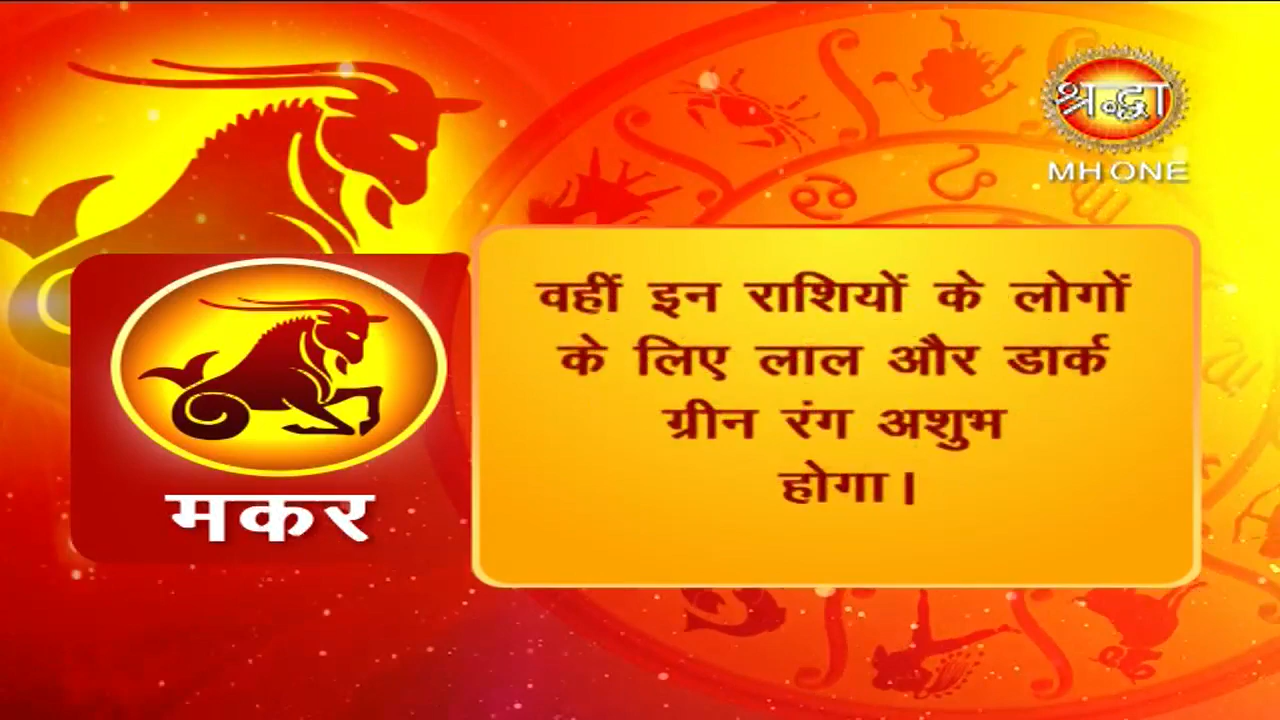 श्रद्धा
MH ONE
वहीं इन राशियों के लोगों
के लिए लाल और डार्क
ग्रीन रंग अशुभ
होगा।
मकर